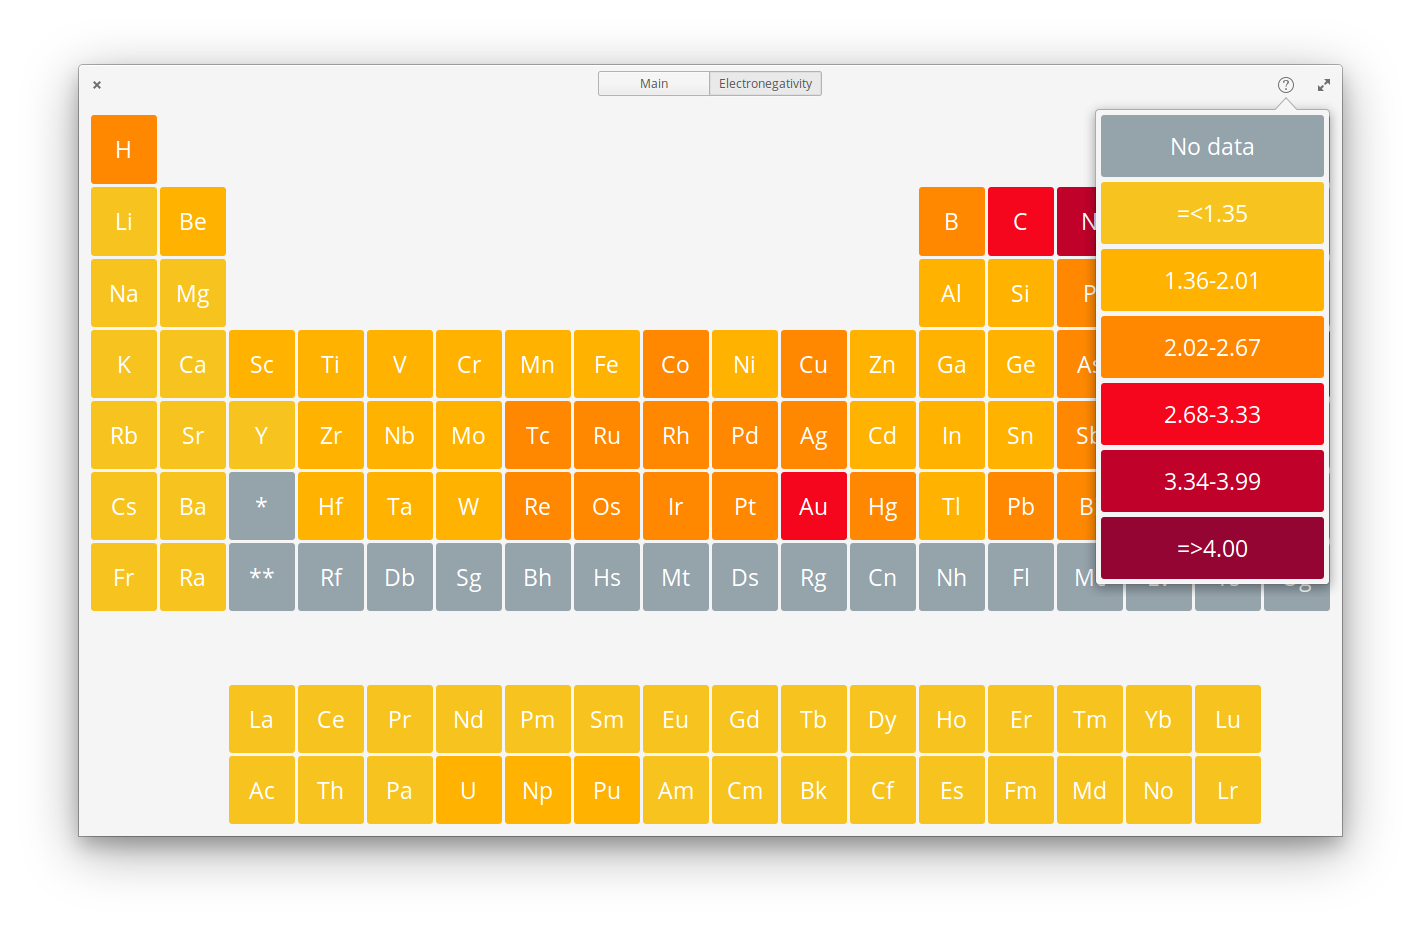 Main Electronegativity
H
Li Be B C N
Na Mg Al Si P
K Ca Sc Ti V Cr Mn Fe Co Ni Cu Zn Ga Ge As
Rb Sr Y Zr Nb Mo Tc Ru Rh Pd Ag Cd In Sn Sb
Cs Ba * Hf Ta W Re Os Ir Pt Au Hg Tl Pb B
Fr Ra ** Rf Db Sg Bh Hs Mt Ds Rg Cn Nh Fl Mc
No data
=<1.35
1.36-2.01
2.02-2.67
2.68-3.33
3.34-3.99
=>4.00
La Ce Pr Nd Pm Sm Eu Gd Tb Dy Ho Er Tm Yb Lu
Ac Th Pa U Np Pu Am Cm Bk Cf Es Fm Md No Lr